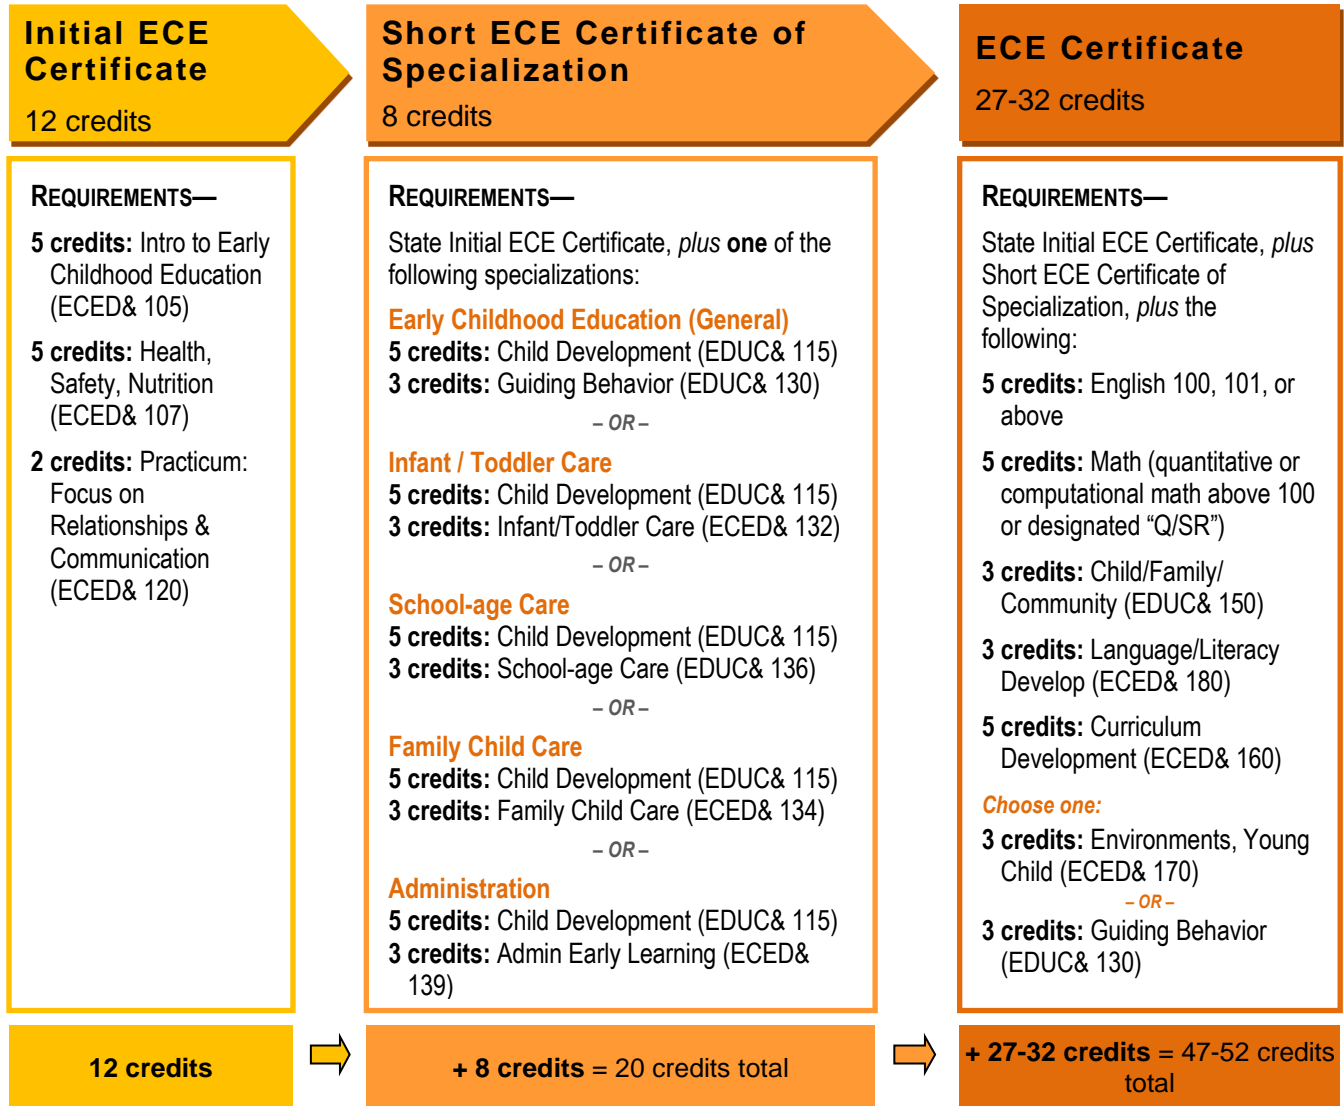 Initial ECE
Certificate
12 credits
REQUIREMENTS—
5 credits: Intro to Early
Childhood Education
(ECED& 105)
5 credits: Health,
Safety, Nutrition
(ECED& 107)
2 credits: Practicum:
Focus on
Relationships &
Communication
(ECED& 120)
12 credits
Short ECE Certificate of
Specialization
8 credits
REQUIREMENTS—
State Initial ECE Certificate, plus one of the
following specializations:
Early Childhood Education (General)
5 credits: Child Development (EDUC& 115)
3 credits: Guiding Behavior (EDUC& 130)
– OR –
Infant / Toddler Care
5 credits: Child Development (EDUC& 115)
3 credits: Infant/Toddler Care (ECED& 132)
– OR –
School-age Care
5 credits: Child Development (EDUC& 115)
3 credits: School-age Care (EDUC& 136)
– OR –
Family Child Care
5 credits: Child Development (EDUC& 115)
3 credits: Family Child Care (ECED& 134)
– OR –
Administration
5 credits: Child Development (EDUC& 115)
3 credits: Admin Early Learning (ECED&
139)
+ 8 credits = 20 credits total
ECE Certificate
27-32 credits
REQUIREMENTS—
State Initial ECE Certificate, plus
Short ECE Certificate of
Specialization, plus the
following:
5 credits: English 100, 101, or
above
5 credits: Math (quantitative or
computational math above 100
or designated “Q/SR”)
3 credits: Child/Family/
Community (EDUC& 150)
3 credits: Language/Literacy
Develop (ECED& 180)
5 credits: Curriculum
Development (ECED& 160)
Choose one:
3 credits: Environments, Young
Child (ECED& 170)
– OR –
3 credits: Guiding Behavior
(EDUC& 130)
+ 27-32 credits = 47-52 credits
total